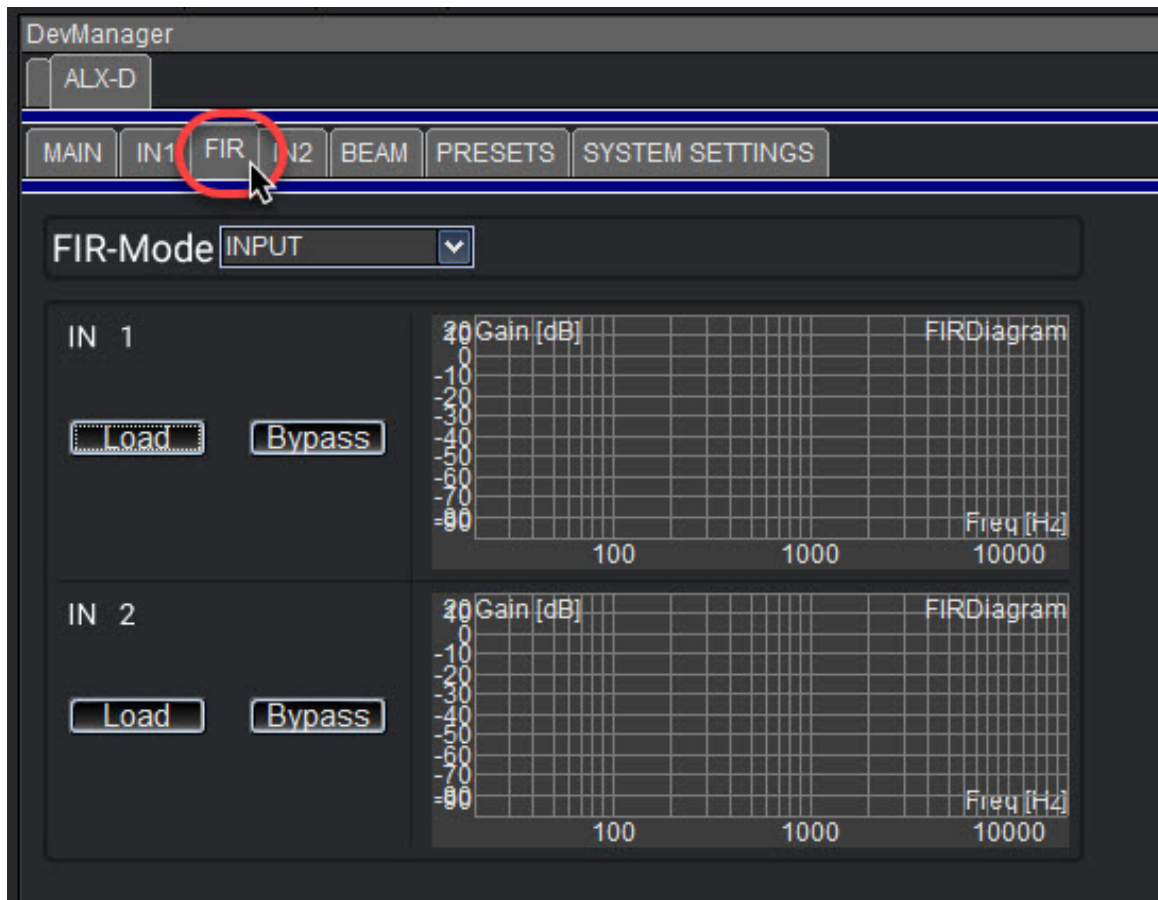 DevManager
ALX-D
MAIN IN1 FIR IN2 BEAM PRESETS SYSTEM SETTINGS
FIR-Mode INPUT
IN 1
Load Bypass
Gain [dB] FIRDiagram
0
-10
-20
-30
-40
-50
-60
-70
Freq [Hz]
100 1000 10000
IN 2
Load Bypass
Gain [dB] FIRDiagram
0
-10
-20
-30
-40
-50
-60
-70
Freq [Hz]
100 1000 10000